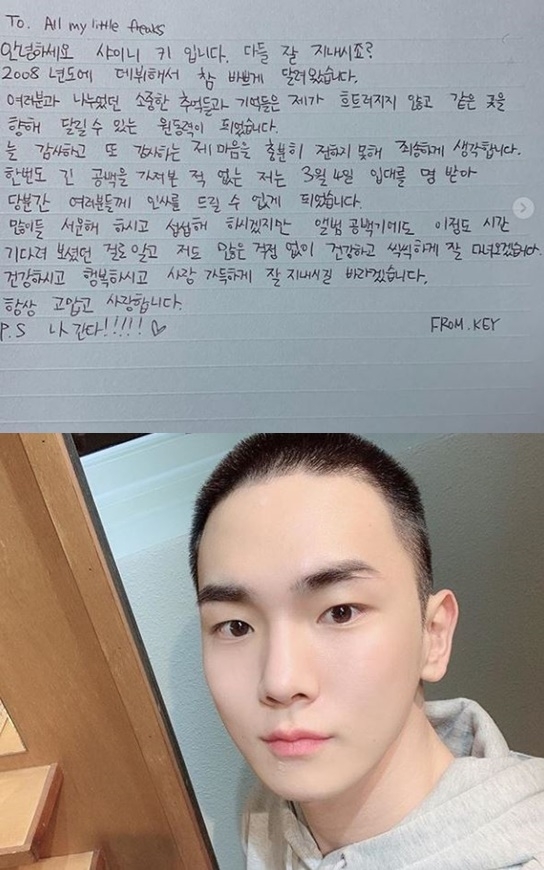 To. All my little freaks
안녕하세요 샤이니 키 입니다. 다들 잘 지내시죠?
2008년도에 데뷔해서 참 바쁘게 달려왔습니다.
여러분과 나누었던 소중한 추억들과 기억들은 제가 흐트러지지 않고 같은 곳을
향해 달릴 수 있는 원동력이 되었습니다.
늘 감사하고 또 감사하는 제 마음을 충분히 전하지 못해 죄송하게 생각합니다.
한번도 긴 공백을 가져본 적 없는 저는 3월 4일 입대를 명 받아
당분간 여러분들께 인사를 드릴 수 없게 되었습니다.
많이들 서운해 하시고 섭섭해 하시겠지만 앨범 공백기에도 이정도 시간
기다려 보셨던 걸로 알고 저도 많은 걱정 없이 건강하고 씩씩하게 잘 다녀오겠습니다.
건강하시고 행복하시고 사랑 가득하게 잘 지내시길 바라겠습니다.
항상 고맙고 사랑합니다.
P.S 나 간다!!!!!! ♡ FROM.KEY